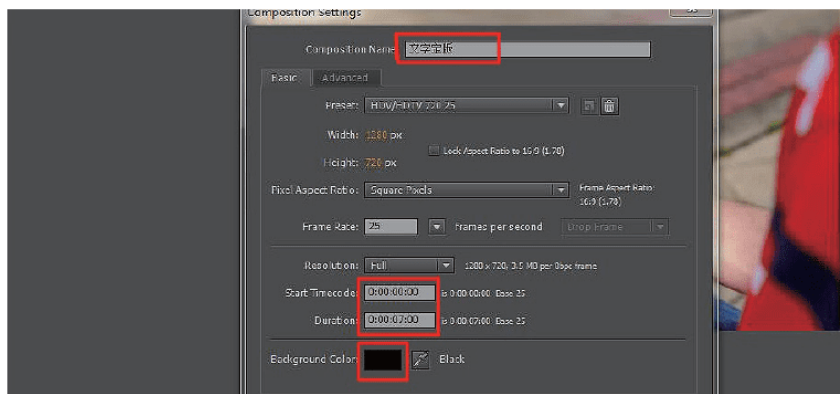 Composition Settings
Composition Name: 文字定版
Basic Advanced
Preset: HDV/HDTV 720 25
Width: 1280 px
Lock Aspect Ratio to 16:9 (1.78)
Height: 720 px
Pixel Aspect Ratio: Square Pixels
Frame Aspect Ratio:
16:9 (1.78)
Frame Rate: 25 frames per second Drop Frame
Resolution: Full 1280 x 720, 3.5 MB per 8bpc frame
Start Timecode: 0:00:00:00 is 0:00:00:00 Base 25
Duration: 0:00:07:00 is 0:00:07:00 Base 25
Background Color: Black